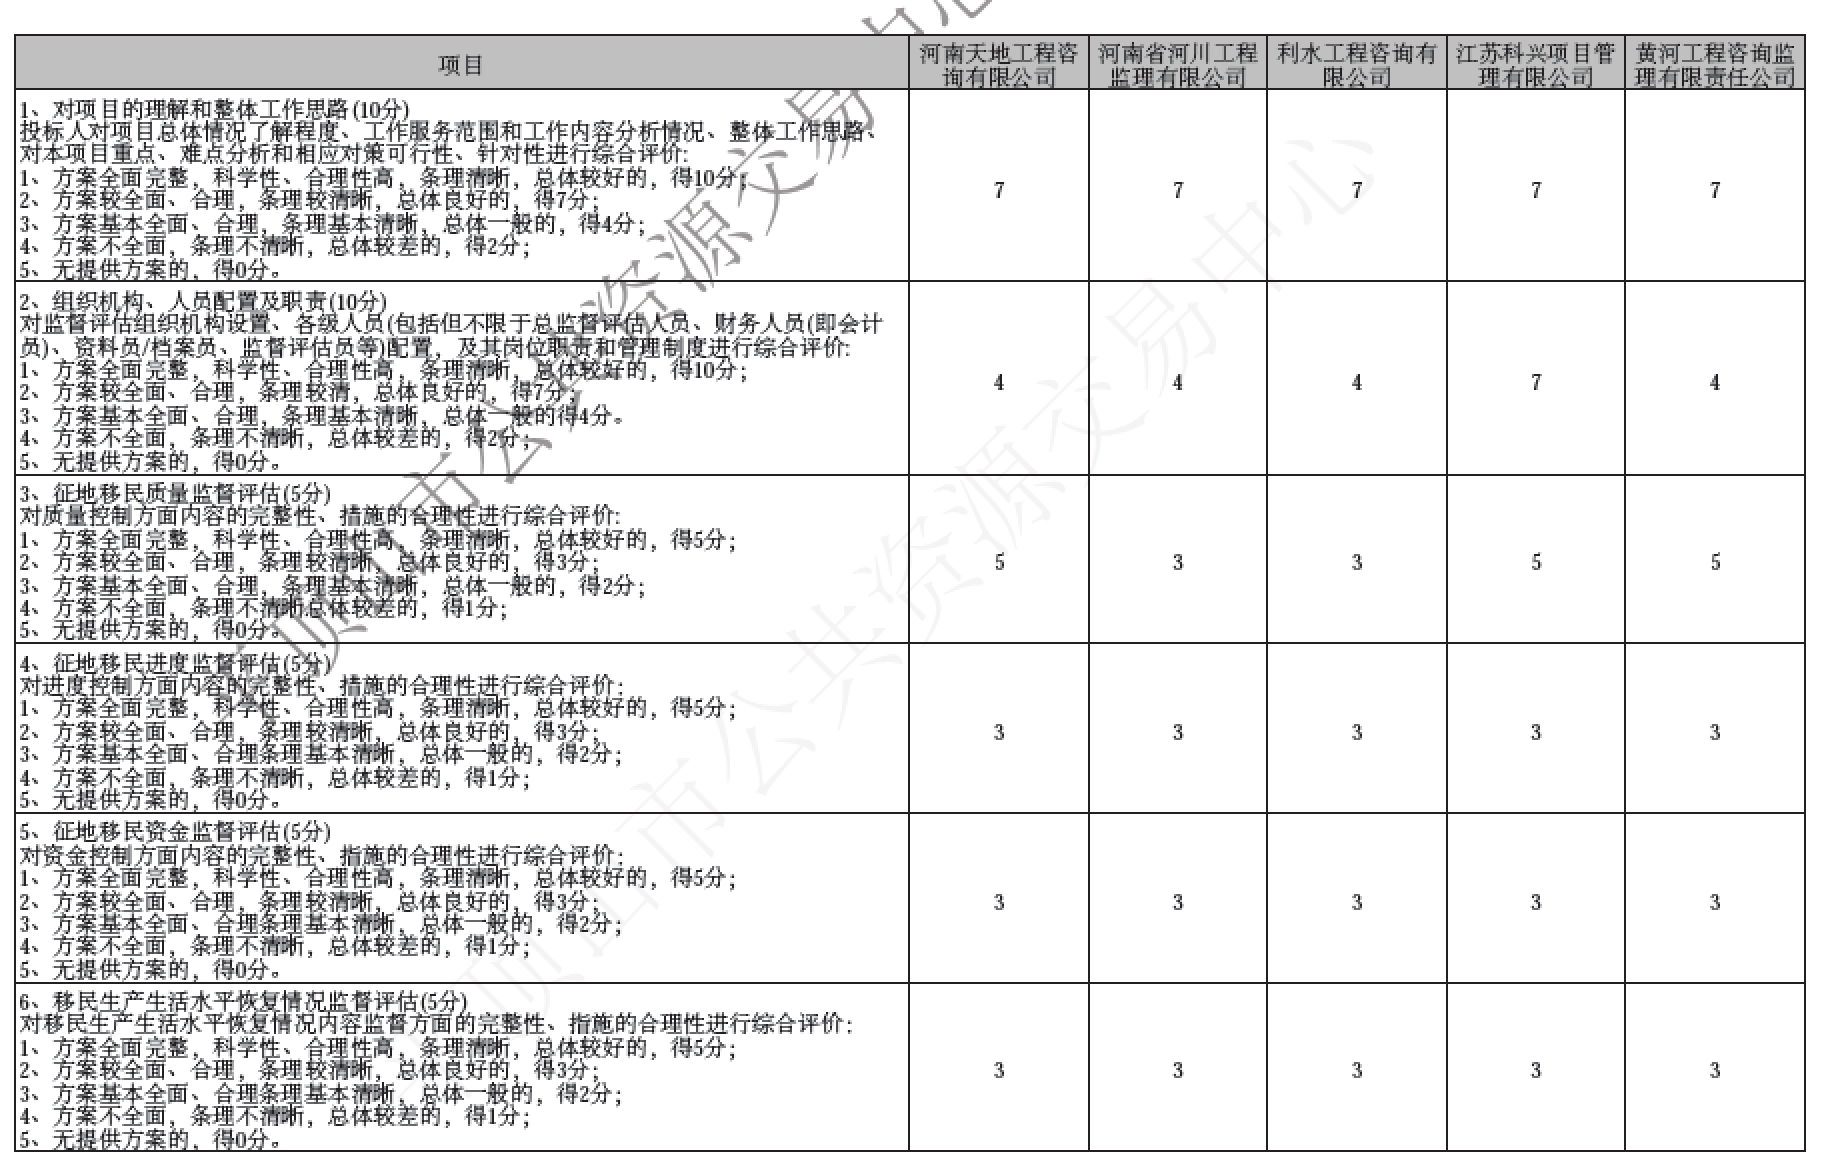 项目
河南天地工程咨
询有限公司
河南省河川工程
监理有限公司
利水工程咨询有
限公司
江苏科兴项目管
理有限公司
黄河工程咨询监
理有限责任公司
1、对项目的理解和整体工作思路(10分)
投标人对项目总体情况了解程度、工作服务范围和工作内容分析情况、整体工作思路、
对本项目重点、难点分析和相应对策可行性、针对性进行综合评价:
1、方案全面完整，科学性、合理性高，条理清晰，总体较好的，得10分；
2、方案较全面、合理，条理较清晰，总体良好的，得7分；
3、方案基本全面、合理，条理基本清晰，总体一般的，得4分；
4、方案不全面，条理不清晰，总体较差的，得2分；
5、无提供方案的，得0分。
7
7
7
7
7
2、组织机构、人员配置及职责(10分)
对监督评估组织机构设置、各级人员(包括但不限于总监督评估人员、财务人员(即会计
员)、资料员/档案员、监督评估员等)配置，及其岗位职责和管理制度进行综合评价:
1、方案全面完整，科学性、合理性高，条理清晰，总体较好的，得10分；
2、方案较全面、合理，条理较清，总体良好的，得7分；
3、方案基本全面、合理，条理基本清晰，总体一般的得4分。
4、方案不全面，条理不清晰，总体较差的，得2分；
5、无提供方案的，得0分。
4
4
4
7
4
3、征地移民质量监督评估(5分)
对质量控制方面内容的完整性、措施的合理性进行综合评价:
1、方案全面完整，科学性、合理性高，条理清晰，总体较好的，得5分；
2、方案较全面、合理，条理较清晰，总体良好的，得3分；
3、方案基本全面、合理，条理基本清晰，总体一般的，得2分；
4、方案不全面，条理不清晰总体较差的，得1分；
5、无提供方案的，得0分。
5
3
3
5
5
4、征地移民进度监督评估(5分)
对进度控制方面内容的完整性、措施的合理性进行综合评价；
1、方案全面完整，科学性、合理性高，条理清晰，总体较好的，得5分；
2、方案较全面、合理，条理较清晰，总体良好的，得3分；
3、方案基本全面、合理条理基本清晰，总体一般的，得2分；
4、方案不全面，条理不清晰，总体较差的，得1分；
5、无提供方案的，得0分。
3
3
3
3
3
5、征地移民资金监督评估(5分)
对资金控制方面内容的完整性、指施的合理性进行综合评价；
1、方案全面完整，科学性、合理性高，条理清晰，总体较好的，得5分；
2、方案较全面、合理，条理较清晰，总体良好的，得3分；
3、方案基本全面、合理条理基本清晰，总体一般的，得2分；
4、方案不全面，条理不清晰，总体较差的，得1分；
5、无提供方案的，得0分。
3
3
3
3
3
6、移民生产生活水平恢复情况监督评估(5分)
对移民生产生活水平恢复情况内容监督方面的完整性、指施的合理性进行综合评价；
1、方案全面完整，科学性、合理性高，条理清晰，总体较好的，得5分；
2、方案较全面、合理，条理较清晰，总体良好的，得3分；
3、方案基本全面、合理条理基本清晰，总体一般的，得2分；
4、方案不全面，条理不清晰，总体较差的，得1分；
5、无提供方案的，得0分。
3
3
3
3
3
顶山市公共资源交易中心
顶山市公共资源交易中心